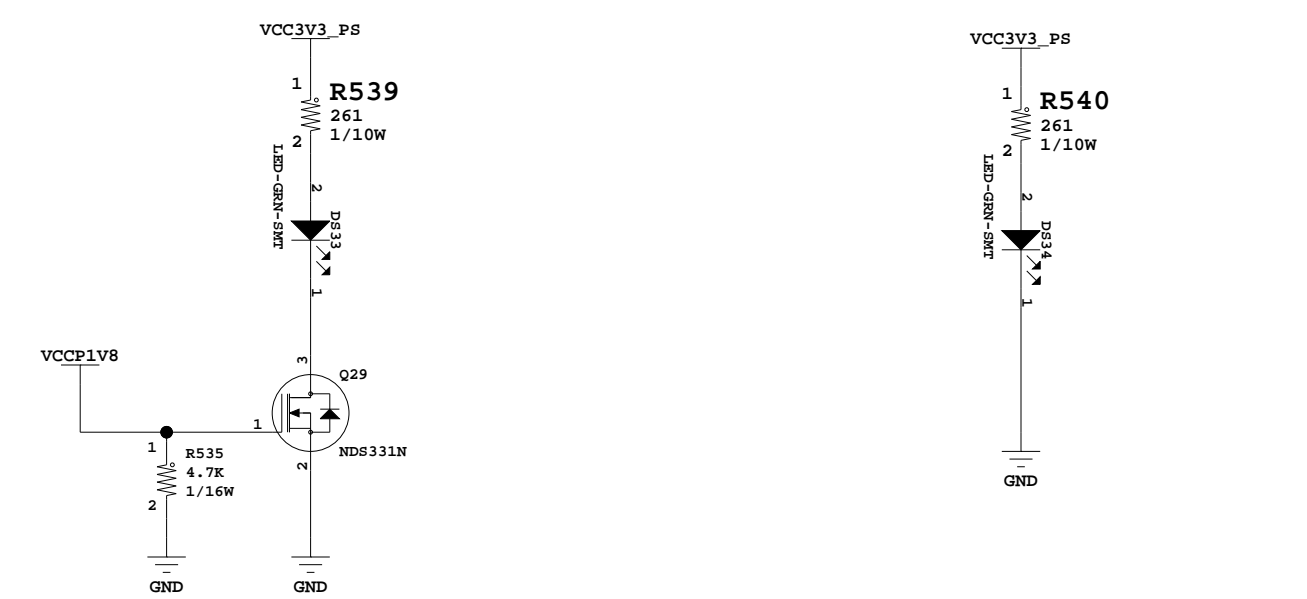 VCC3V3_PS
1
R539
261
1/10W
2
LED-GRN-SMT
2
DS33
1
3
Q29
VCCP1V8
1
NDS331N
2
1
R535
4.7K
1/16W
2
GND
GND
VCC3V3_PS
1
R540
261
1/10W
2
LED-GRN-SMT
2
DS34
1
GND